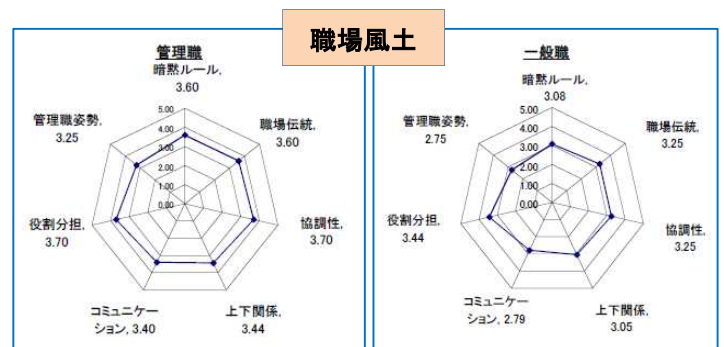 職場風土
管理職
暗黙ルール,
3.60
職場伝統,
3.60
協調性,
3.70
上下関係,
3.44
コミュニケー
ション, 3.40
役割分担,
3.70
管理職姿勢,
3.25
5.00
4.00
3.00
2.00
1.00
0.00
一般職
暗黙ルール,
3.08
職場伝統,
3.25
協調性,
3.25
上下関係,
3.05
コミュニケー
ション, 2.79
役割分担,
3.44
管理職姿勢,
2.75
5.00
4.00
3.00
2.00
1.00
0.00